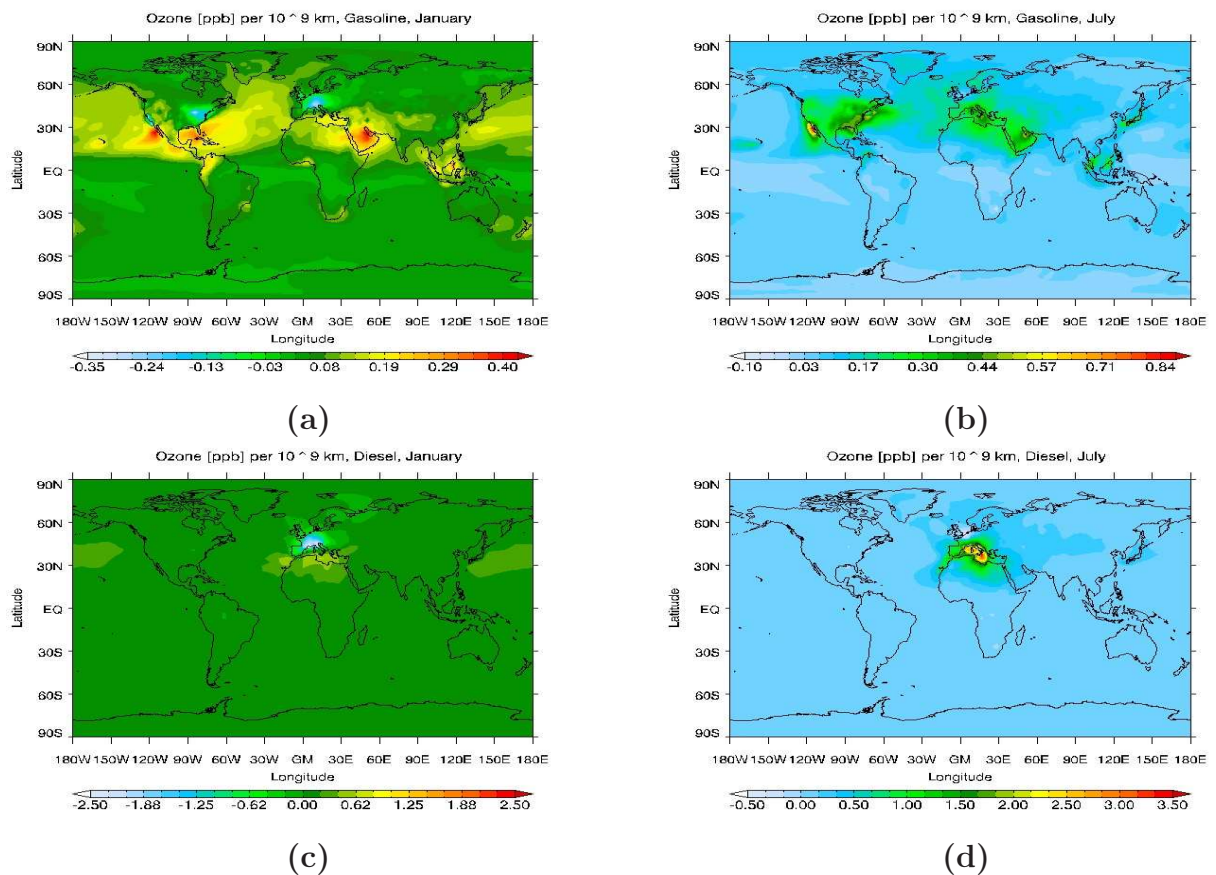 Ozone [ppb] per 10^9 km, Gasoline, January
90N
60N
30N
EQ
30S
60S
90S
Latitude
180W 150W 120W 90W 60W 30W GM 30E 60E 90E 120E 150E 180E
Longitude
-0.35 -0.24 -0.13 -0.03 0.08 0.19 0.29 0.40
(a)
Ozone [ppb] per 10^9 km, Gasoline, July
90N
60N
30N
EQ
30S
60S
90S
Latitude
180W 150W 120W 90W 60W 30W GM 30E 60E 90E 120E 150E 180E
Longitude
-0.10 0.03 0.17 0.30 0.44 0.57 0.71 0.84
(b)
Ozone [ppb] per 10^9 km, Diesel, January
90N
60N
30N
EQ
30S
60S
90S
Latitude
180W 150W 120W 90W 60W 30W GM 30E 60E 90E 120E 150E 180E
Longitude
-2.50 -1.88 -1.25 -0.62 0.00 0.62 1.25 1.88 2.50
(c)
Ozone [ppb] per 10^9 km, Diesel, July
90N
60N
30N
EQ
30S
60S
90S
Latitude
180W 150W 120W 90W 60W 30W GM 30E 60E 90E 120E 150E 180E
Longitude
-0.50 0.00 0.50 1.00 1.50 2.00 2.50 3.00 3.50
(d)